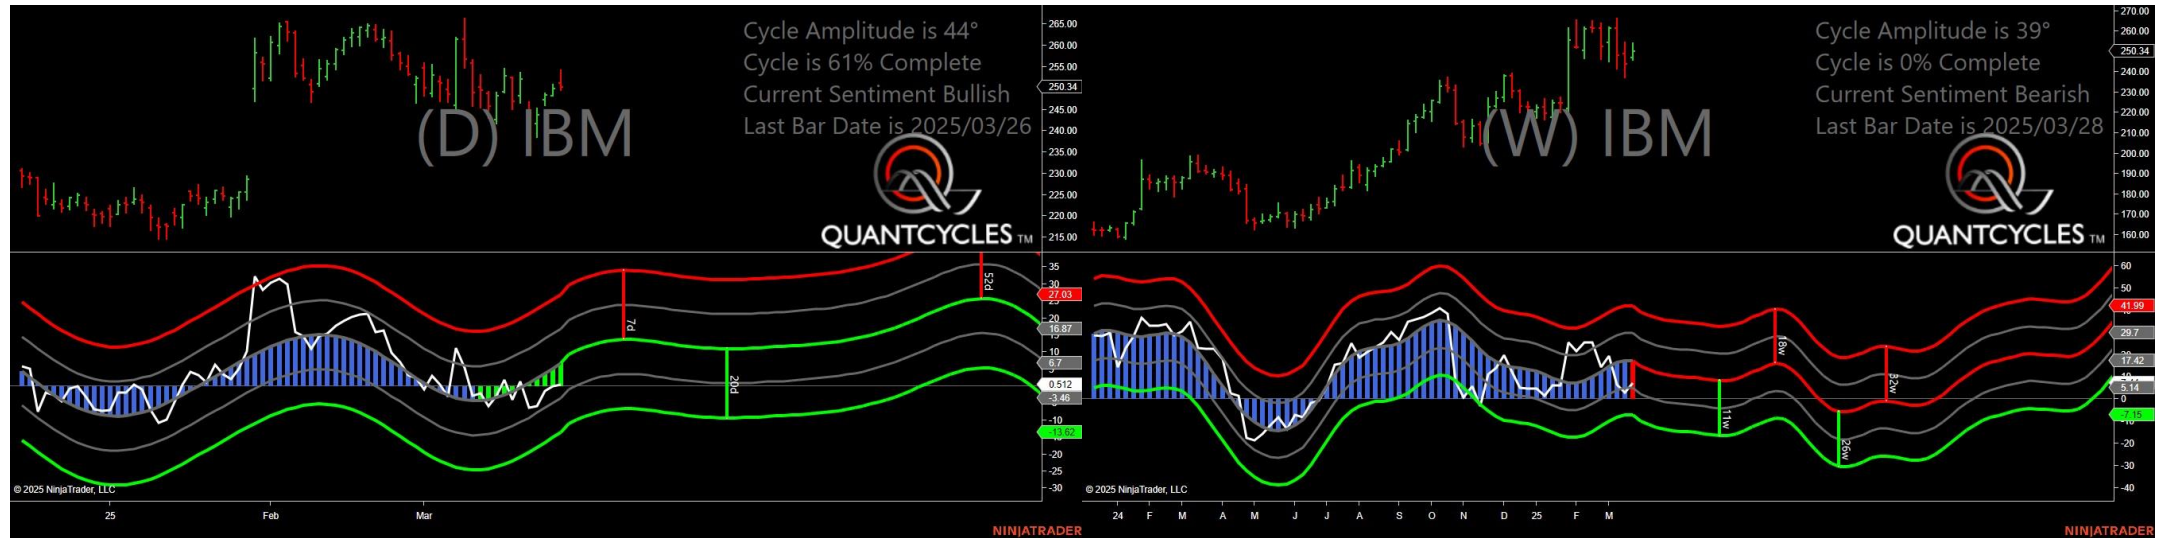 Cycle Amplitude is 44°
Cycle is 61% Complete
Current Sentiment Bullish
Last Bar Date is 2025/03/26
(D) IBM
QUANTCYCLES TM
265.00
260.00
255.00
250.34
245.00
240.00
235.00
230.00
225.00
220.00
215.00
35
30
27.03
20
16.87
10
6.7
0.512
-3.46
-10
-13.62
-20
-25
-30
7d
20d
52d
© 2025 NinjaTrader, LLC
25
Feb
Mar
NINJATRADER
Cycle Amplitude is 39°
Cycle is 0% Complete
Current Sentiment Bearish
Last Bar Date is 2025/03/28
(W) IBM
QUANTCYCLES TM
270.00
260.00
250.34
240.00
230.00
220.00
210.00
200.00
190.00
180.00
170.00
160.00
60
50
41.99
29.7
17.42
5.14
0
-7.15
-20
-30
-40
11w
18w
26w
32w
© 2025 NinjaTrader, LLC
24
F
M
A
M
J
J
A
S
O
N
D
25
F
M
NINJATRADER